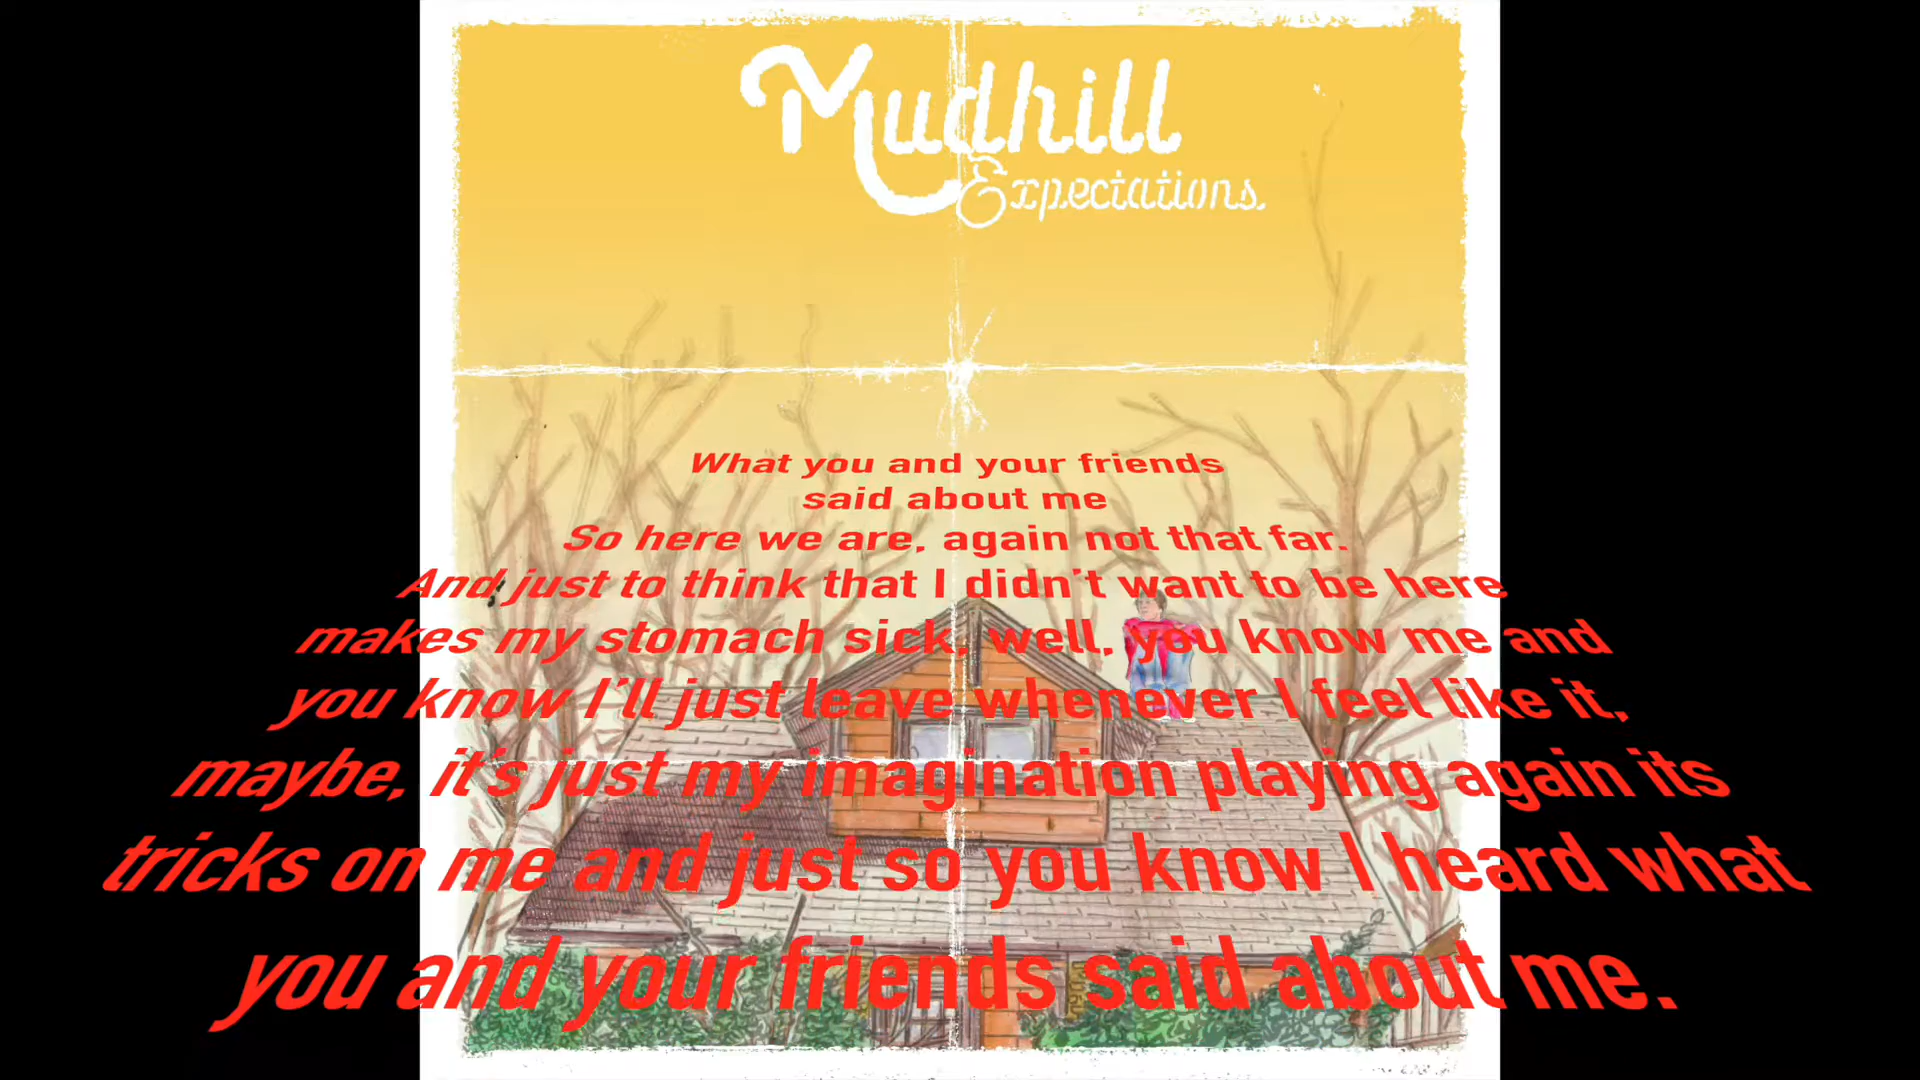 Mudhill
Expectations.
What you and your friends
said about me
So here we are, again not that far.
And just to think that I didn't want to be here
makes my stomach sick, well, you know me and
you know I'll just leave whenever I feel like it,
maybe, it's just my imagination playing again its
tricks on me and just so you know I heard what
you and your friends said about me.